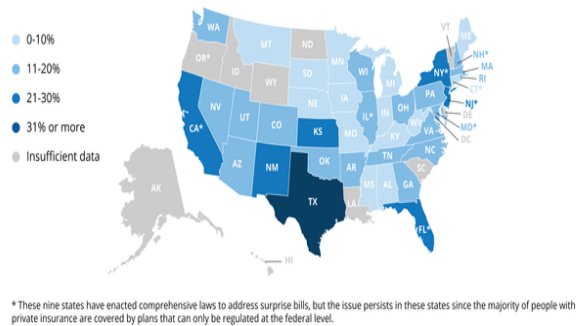 0-10%
11-20%
21-30%
31% or more
Insufficient data
WA
OR*
CA*
NV
ID
MT
WY
UT
AZ
CO
NM
ND
SD
NE
KS
OK
TX
MN
IA
MO
AR
LA
WI
IL*
MI
IN
OH
KY
TN
MS
AL
GA
FL*
SC
NC
VA
WV
PA
NY*
VT
ME
NH*
MA
RI
CT*
NJ*
DE
MD*
DC
AK
HI
* These nine states have enacted comprehensive laws to address surprise bills, but the issue persists in these states since the majority of people with
private insurance are covered by plans that can only be regulated at the federal level.